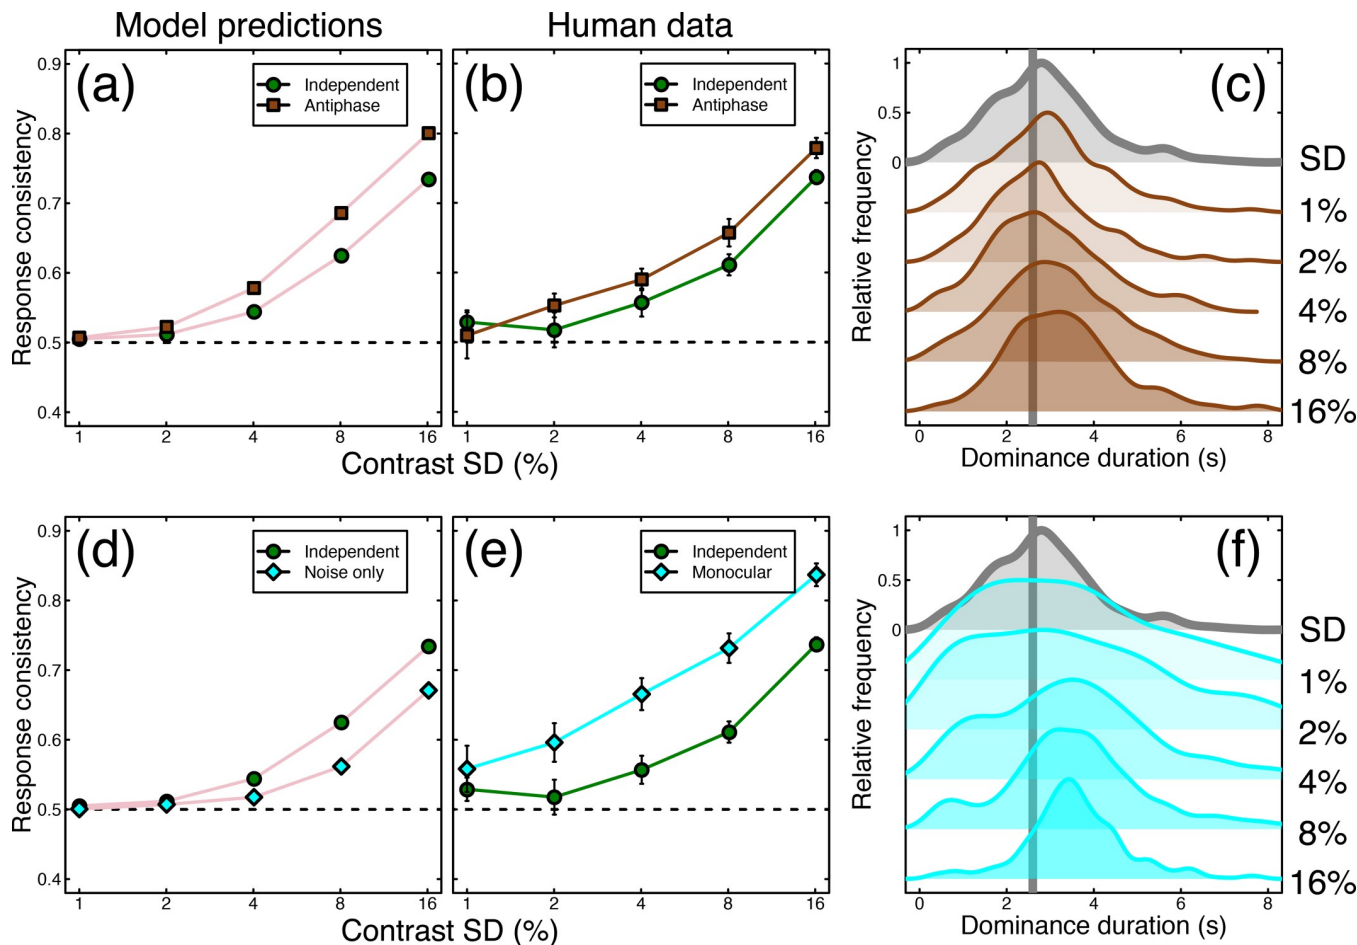 Model predictions
Human data
(a)
Independent
Antiphase
Response consistency
0.9
0.8
0.7
0.6
0.5
0.4
1 2 4 8 16
(b)
Independent
Antiphase
1 2 4 8 16
Contrast SD (%)
(c)
Relative frequency
1
0.5
0
SD
1%
2%
4%
8%
16%
0 2 4 6 8
Dominance duration (s)
(d)
Independent
Noise only
Response consistency
0.9
0.8
0.7
0.6
0.5
0.4
1 2 4 8 16
(e)
Independent
Monocular
1 2 4 8 16
Contrast SD (%)
(f)
Relative frequency
1
0.5
0
SD
1%
2%
4%
8%
16%
0 2 4 6 8
Dominance duration (s)